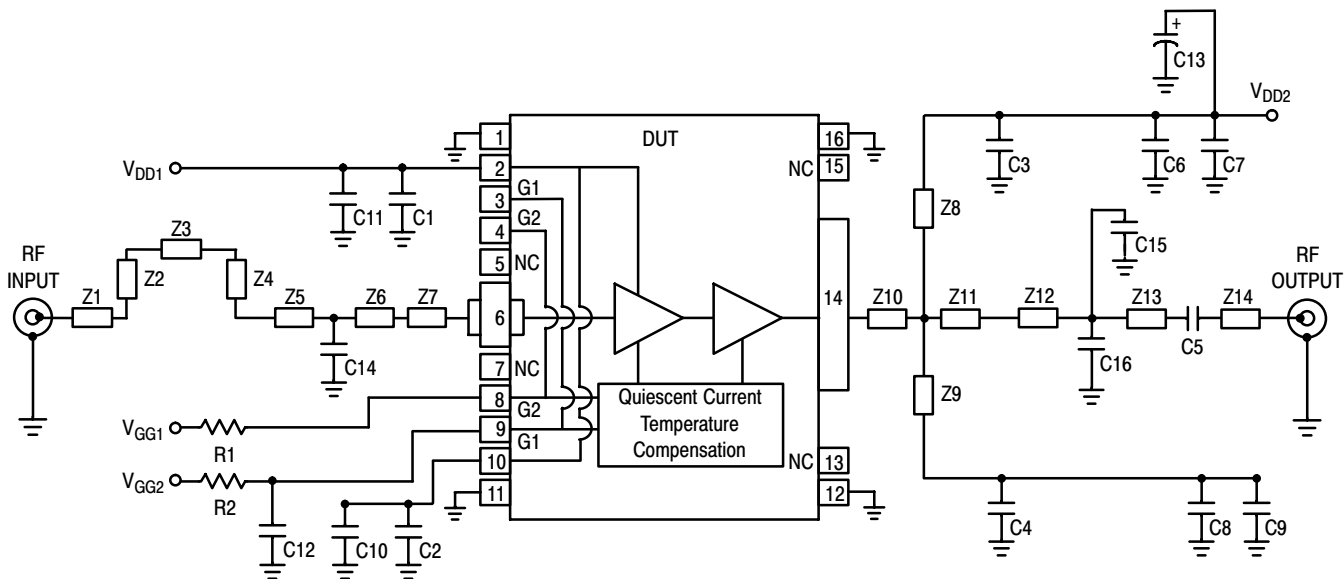 +
C13
V_DD2
DUT
1
16
V_DD1
2
NC
15
C3
C6
C7
C11
C1
G1
3
Z3
G2
4
Z8
RF
INPUT
Z2
Z4
5
NC
C15
RF
OUTPUT
Z1
Z5
Z6
Z7
6
14
Z10
Z11
Z12
Z13
Z14
C5
C14
7
NC
C16
Quiescent Current
Temperature
Compensation
8
G2
Z9
V_GG1
R1
9
G1
V_GG2
R2
10
NC
13
11
12
C12
C10
C2
C4
C8
C9